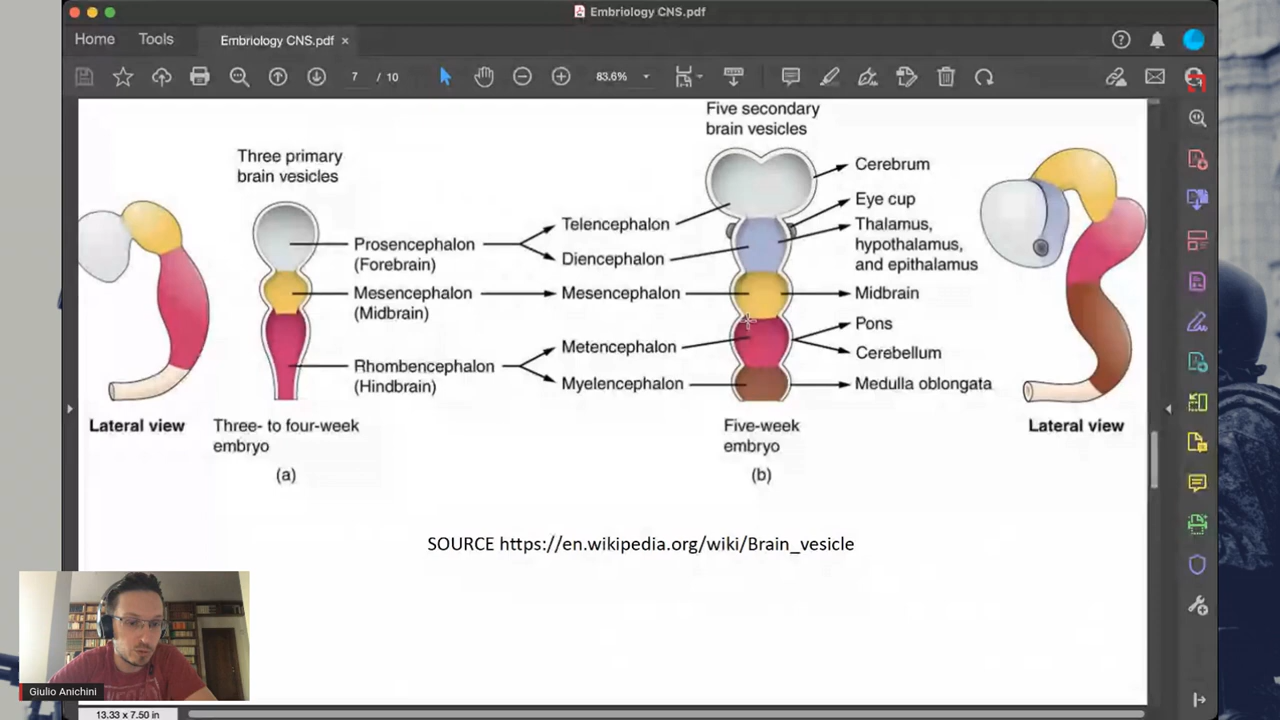 Embriology CNS.pdf
Home
Tools
Embriology CNS.pdf ×
7 / 10
83.6%
Five secondary
brain vesicles
Three primary
brain vesicles
Cerebrum
Eye cup
Telencephalon
Thalamus,
hypothalamus,
and epithalamus
Prosencephalon
(Forebrain)
Diencephalon
Mesencephalon
(Midbrain)
Mesencephalon
Midbrain
Pons
Metencephalon
Cerebellum
Rhombencephalon
(Hindbrain)
Myelencephalon
Medulla oblongata
Lateral view
Three- to four-week
embryo
(a)
Five-week
embryo
(b)
Lateral view
SOURCE https://en.wikipedia.org/wiki/Brain_vesicle
Giulio Anichini
13.33 x 7.50 in